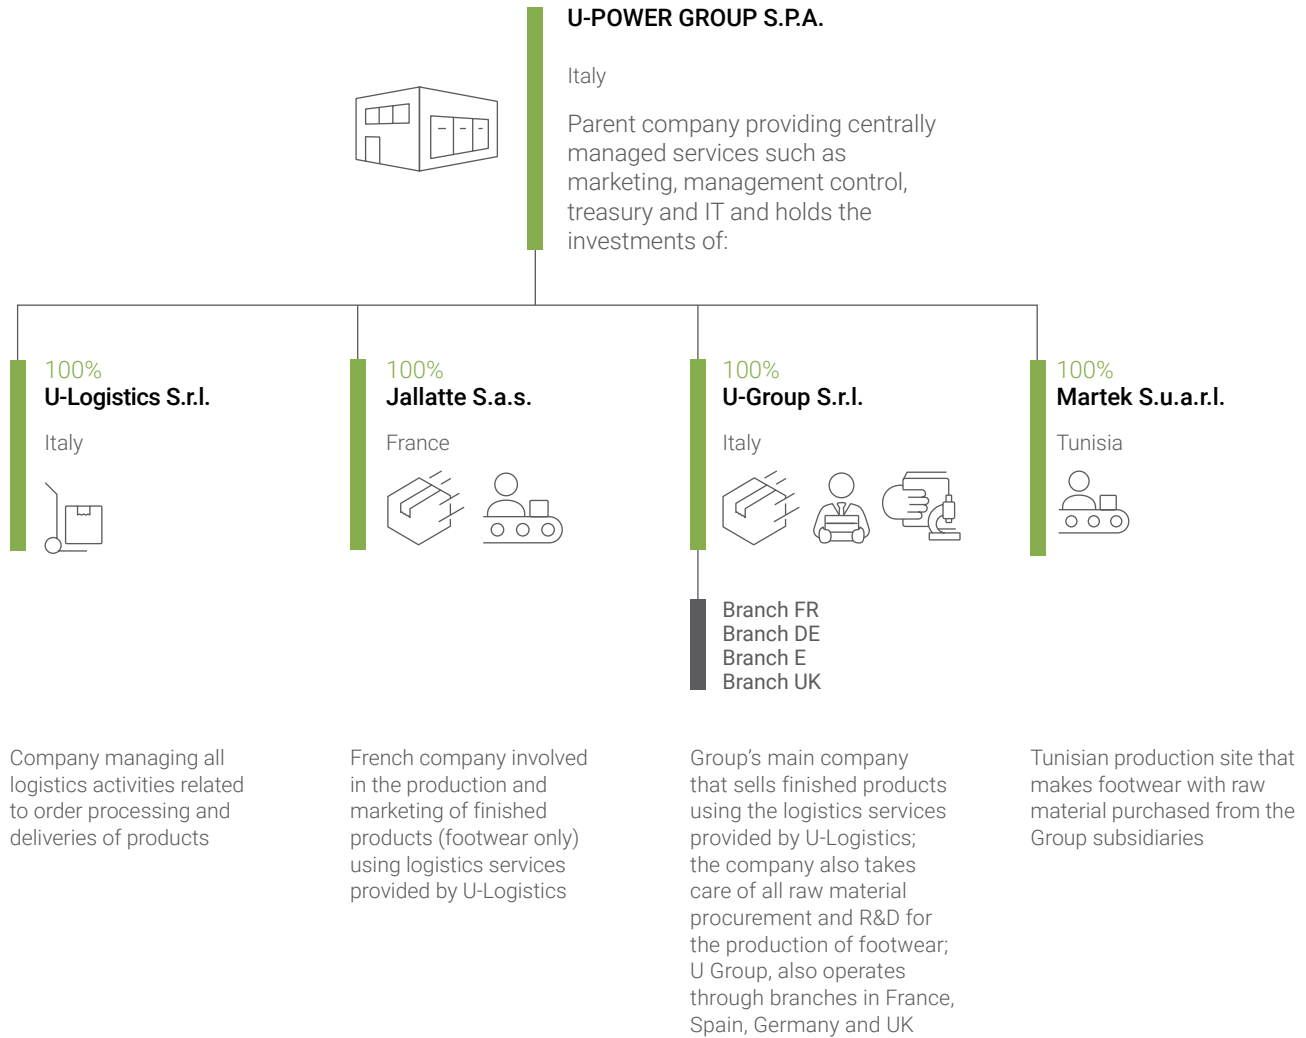 U-POWER GROUP S.P.A.
Italy
Parent company providing centrally
managed services such as
marketing, management control,
treasury and IT and holds the
investments of:
100%
U-Logistics S.r.l.
Italy
100%
Jallatte S.a.s.
France
100%
U-Group S.r.l.
Italy
100%
Martek S.u.a.r.l.
Tunisia
Branch FR
Branch DE
Branch E
Branch UK
Company managing all
logistics activities related
to order processing and
deliveries of products
French company involved
in the production and
marketing of finished
products (footwear only)
using logistics services
provided by U-Logistics
Group’s main company
that sells finished products
using the logistics services
provided by U-Logistics;
the company also takes
care of all raw material
procurement and R&D for
the production of footwear;
U Group, also operates
through branches in France,
Spain, Germany and UK
Tunisian production site that
makes footwear with raw
material purchased from the
Group subsidiaries